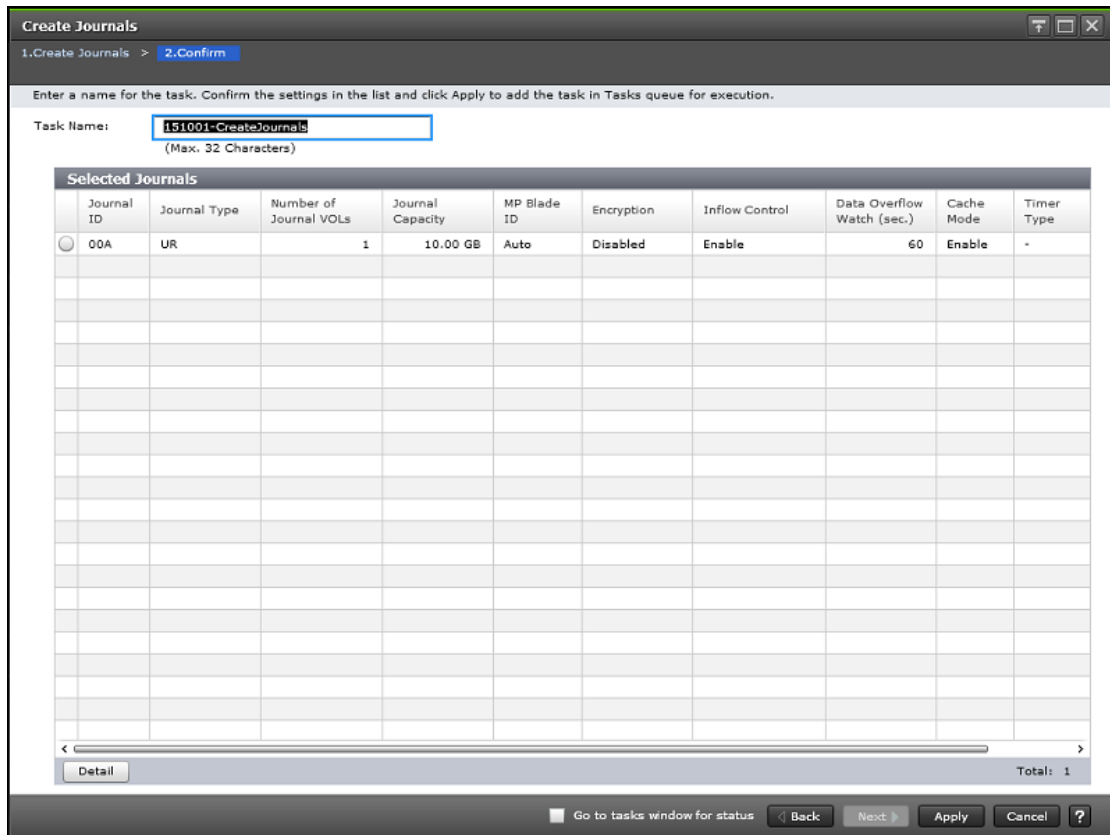 Create Journals
1.Create Journals > 2.Confirm
Enter a name for the task. Confirm the settings in the list and click Apply to add the task in Tasks queue for execution.
Task Name: 151001-CreateJournals
(Max. 32 Characters)
Selected Journals
Journal ID Journal Type Number of Journal VOLs Journal Capacity MP Blade ID Encryption Inflow Control Data Overflow Watch (sec.) Cache Mode Timer Type
00A UR 1 10.00 GB Auto Disabled Enable 60 Enable -
Detail Total: 1
Go to tasks window for status Back Next Apply Cancel ?